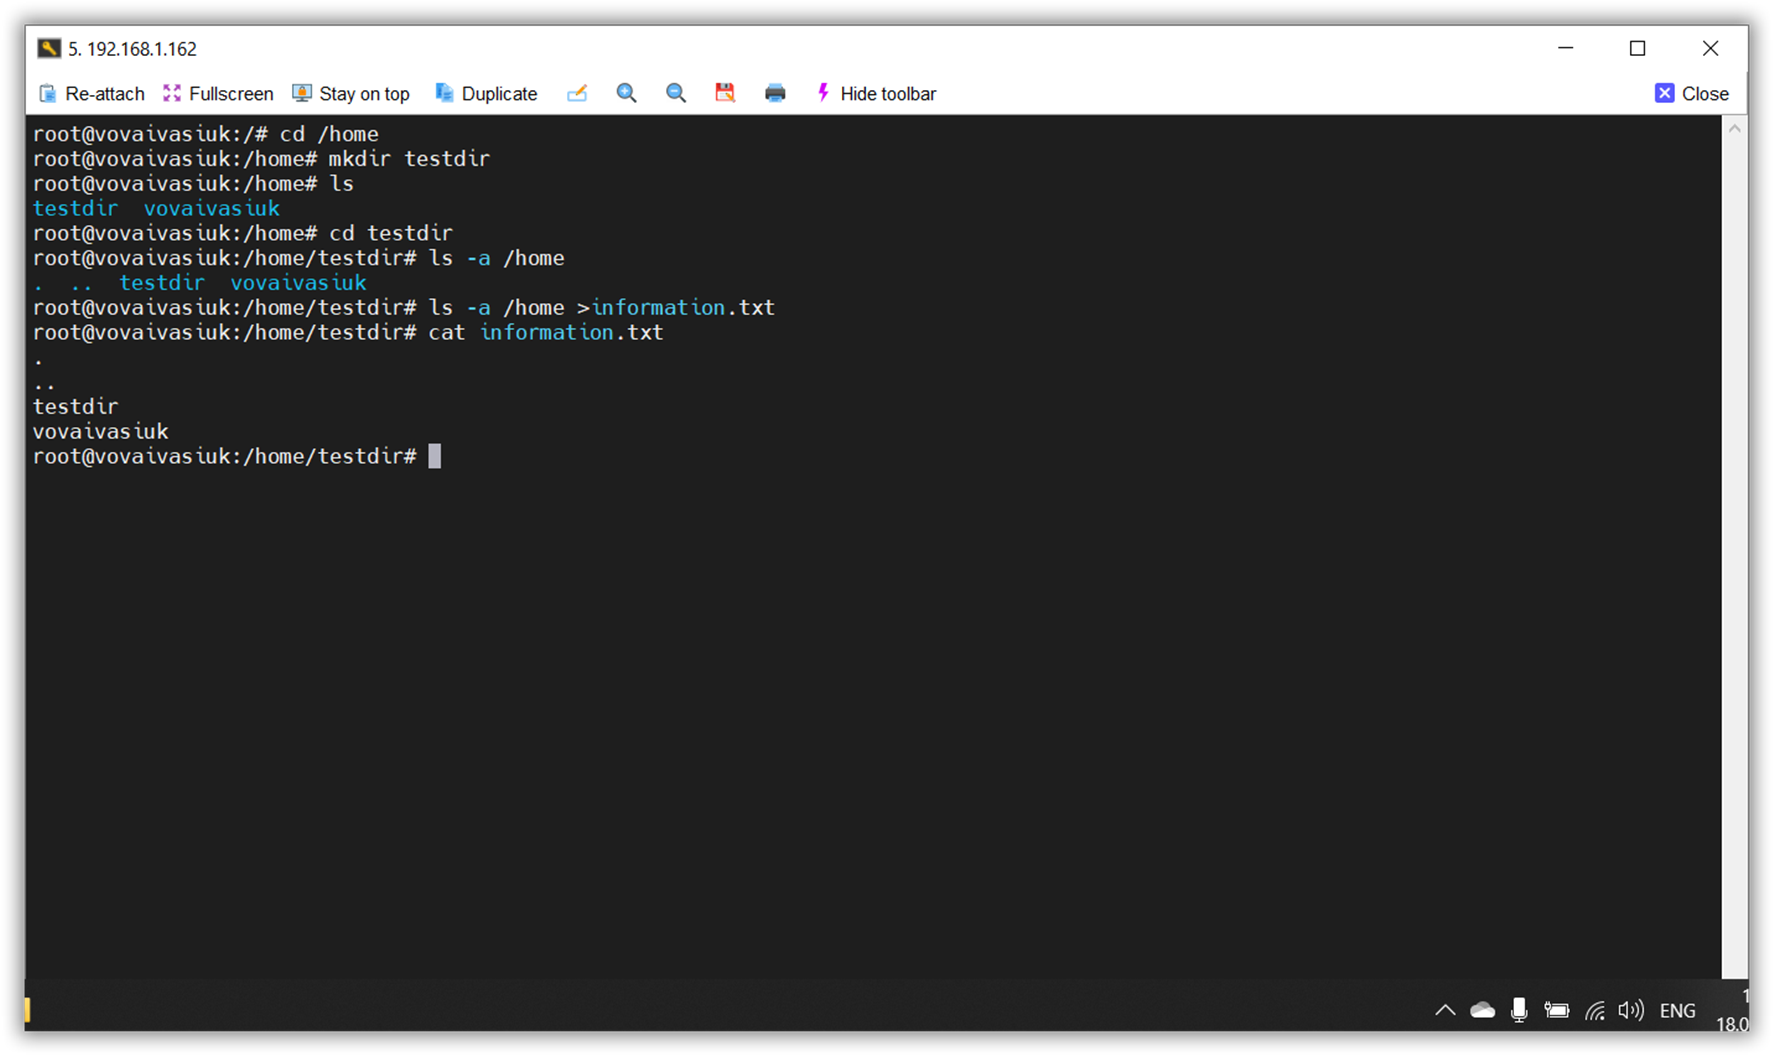 5. 192.168.1.162
Re-attach Fullscreen Stay on top Duplicate Hide toolbar Close
root@vovaivasiuk:/# cd /home
root@vovaivasiuk:/home# mkdir testdir
root@vovaivasiuk:/home# ls
testdir  vovaivasiuk
root@vovaivasiuk:/home# cd testdir
root@vovaivasiuk:/home/testdir# ls -a /home
.  ..  testdir  vovaivasiuk
root@vovaivasiuk:/home/testdir# ls -a /home >information.txt
root@vovaivasiuk:/home/testdir# cat information.txt
.
..
testdir
vovaivasiuk
root@vovaivasiuk:/home/testdir#
ENG
18.0